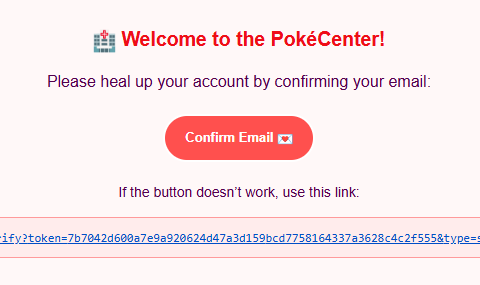 🏥 Welcome to the PokéCenter!
Please heal up your account by confirming your email:
Confirm Email 💌
If the button doesn’t work, use this link:
ify?token=7b7042d600a7e9a920624d47a3d159bcd7758164337a3628c4c2f555&type=s